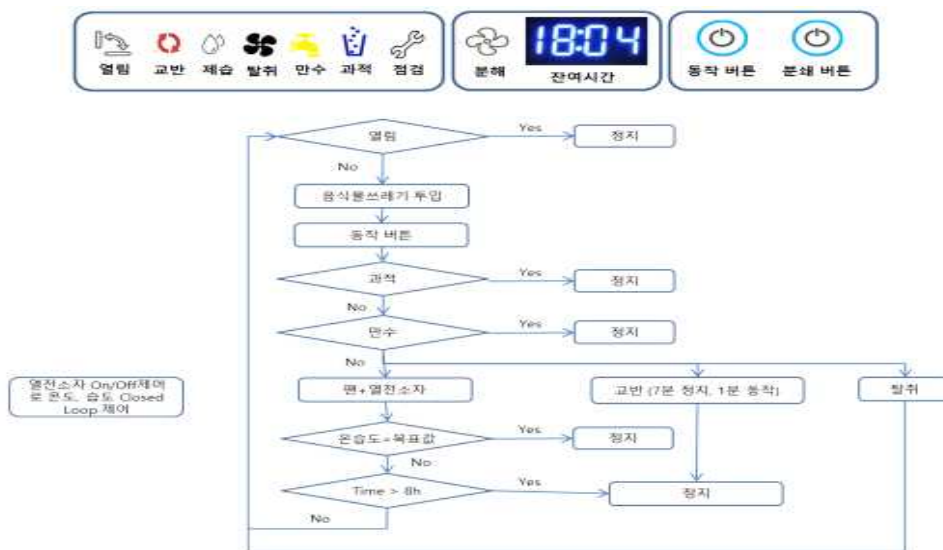 열림 교반 제습 탈취 만수 과적 점검
분해 18:04 잔여시간
동작 버튼 분쇄 버튼
열림
Yes
정지
No
음식물쓰레기 투입
동작 버튼
과적
Yes
정지
No
만수
Yes
정지
No
열전소자 On/Off제어
로 온도, 습도 Closed
Loop 제어
팬+열전소자
교반 (7분 정지, 1분 동작)
탈취
온습도=목표값
Yes
정지
No
Time > 8h
Yes
정지
No